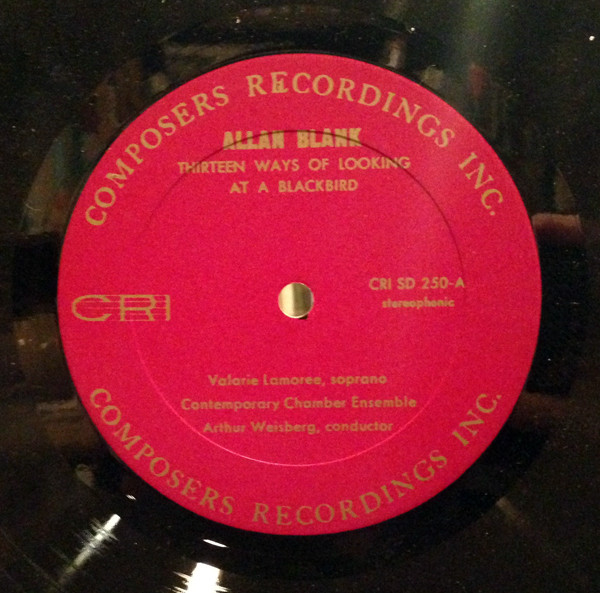 COMPOSERS RECORDINGS INC.
ALLAN BLANK
THIRTEEN WAYS OF LOOKING
AT A BLACKBIRD
CRI
CRI SD 250-A
stereophonic
Valarie Lamoree, soprano
Contemporary Chamber Ensemble
Arthur Weisberg, conductor
COMPOSERS RECORDINGS INC.